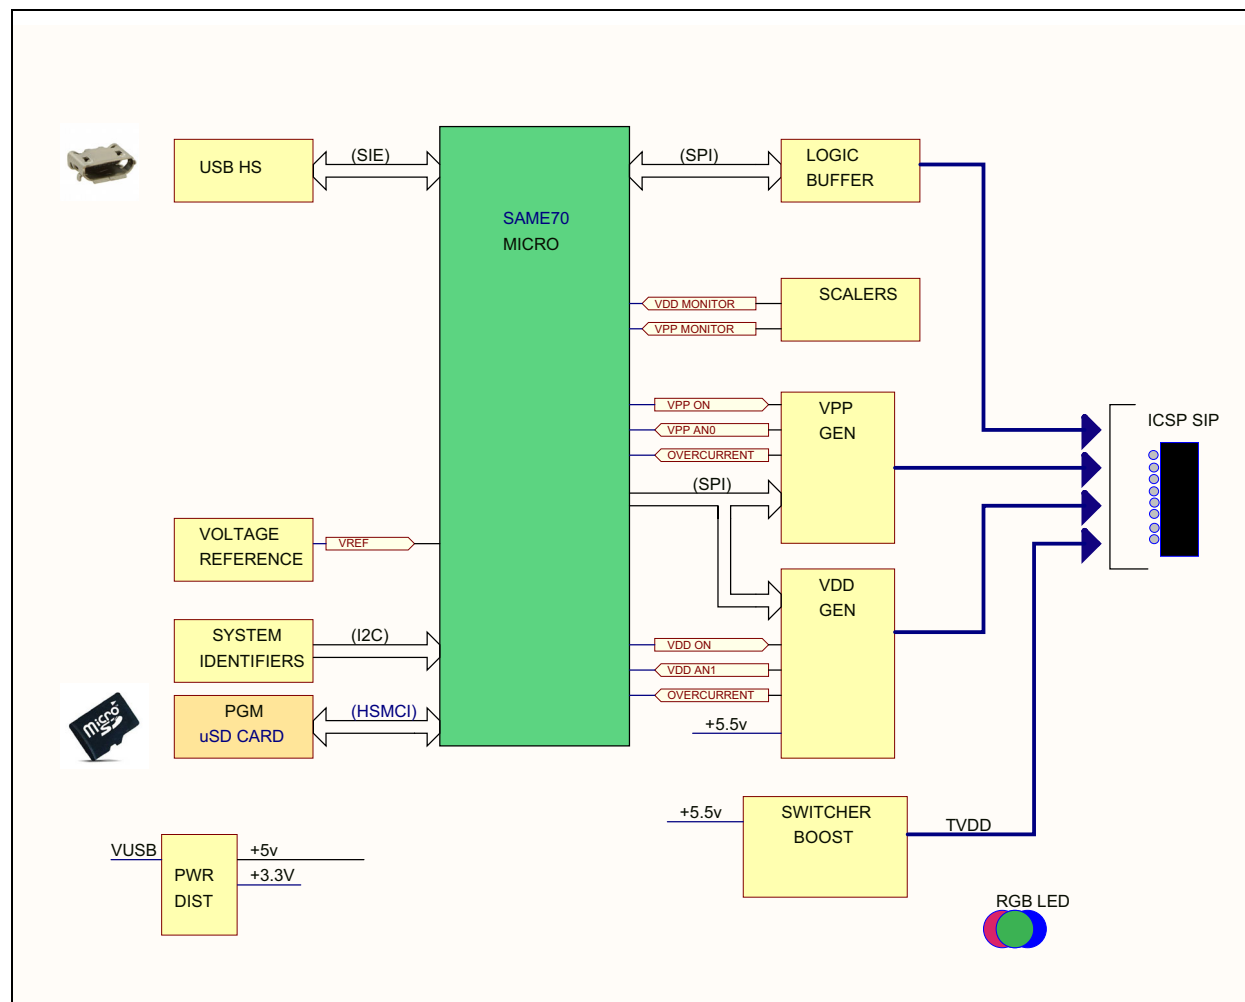 USB HS
(SIE)
SAME70
MICRO
(SPI)
LOGIC
BUFFER
VDD MONITOR
VPP MONITOR
SCALERS
VPP ON
VPP AN0
OVERCURRENT
(SPI)
VPP
GEN
ICSP SIP
VOLTAGE
REFERENCE
VREF
VDD
GEN
SYSTEM
IDENTIFIERS
(I2C)
VDD ON
VDD AN1
OVERCURRENT
+5.5v
micro
SD
PGM
uSD CARD
(HSMCI)
+5.5v
SWITCHER
BOOST
TVDD
VUSB
PWR
DIST
+5v
+3.3V
RGB LED